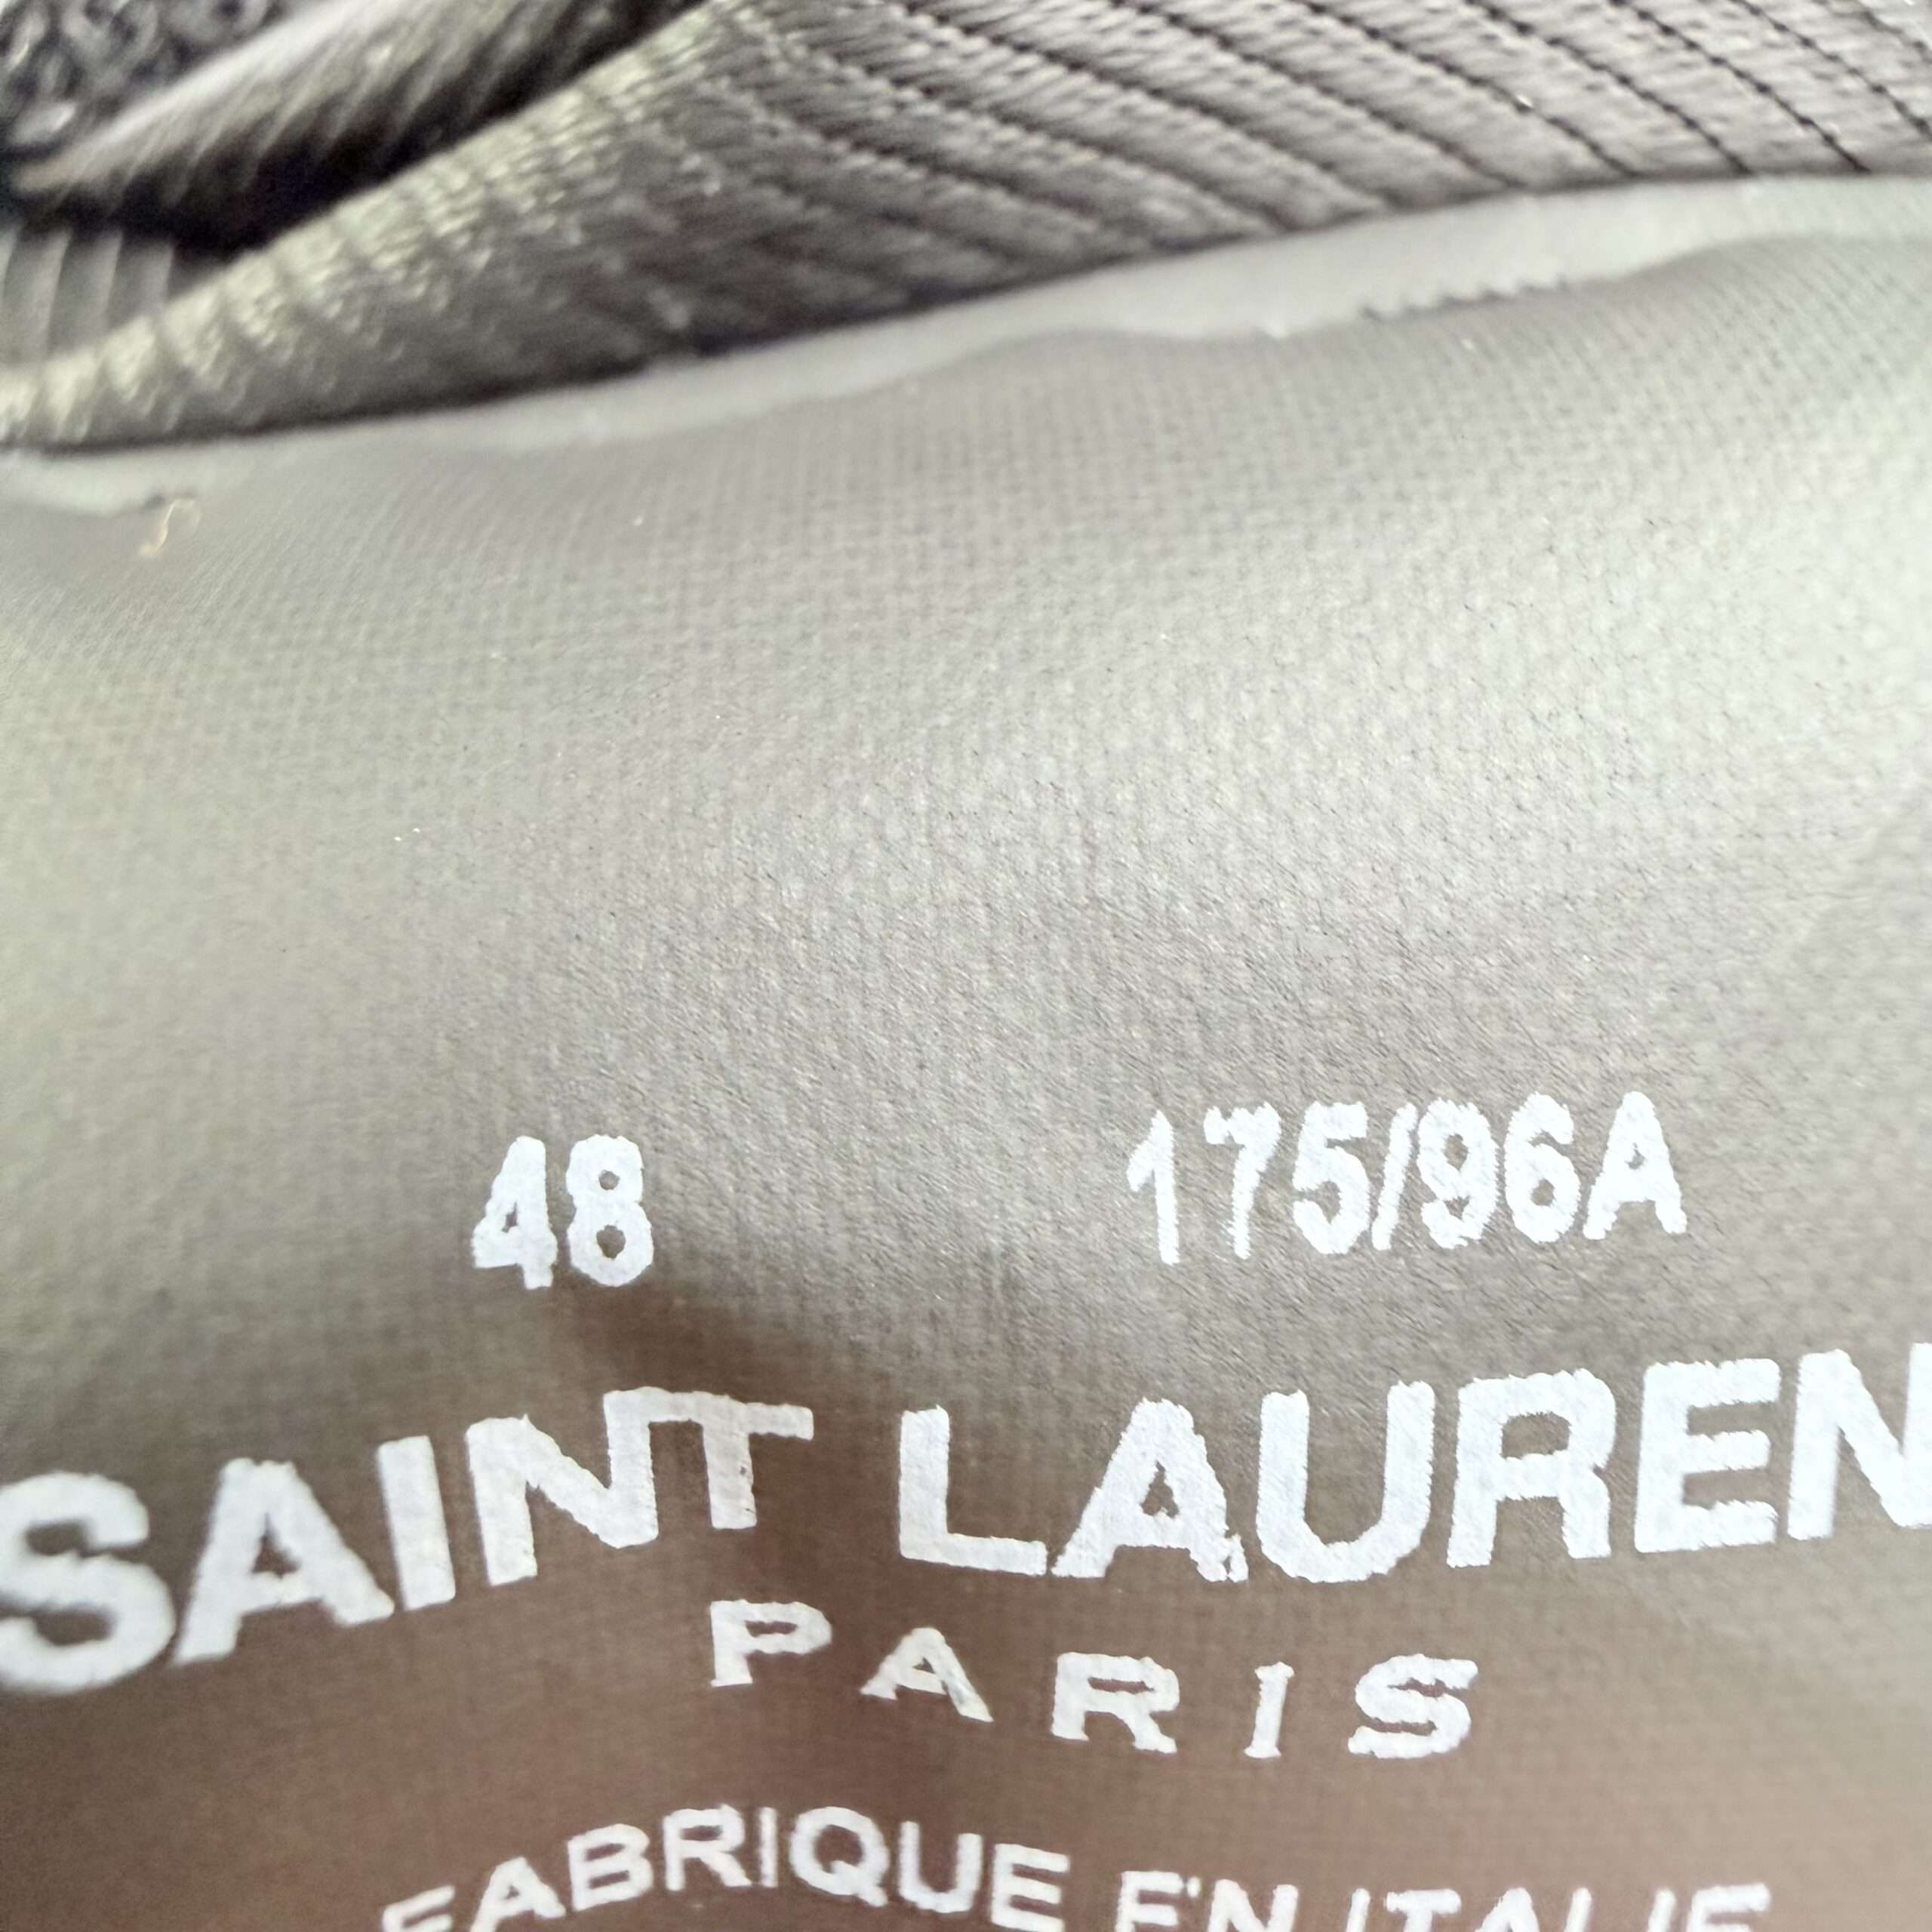 48 175/96A
SAINT LAUREN
PARIS
FABRIQUE EN ITALIE